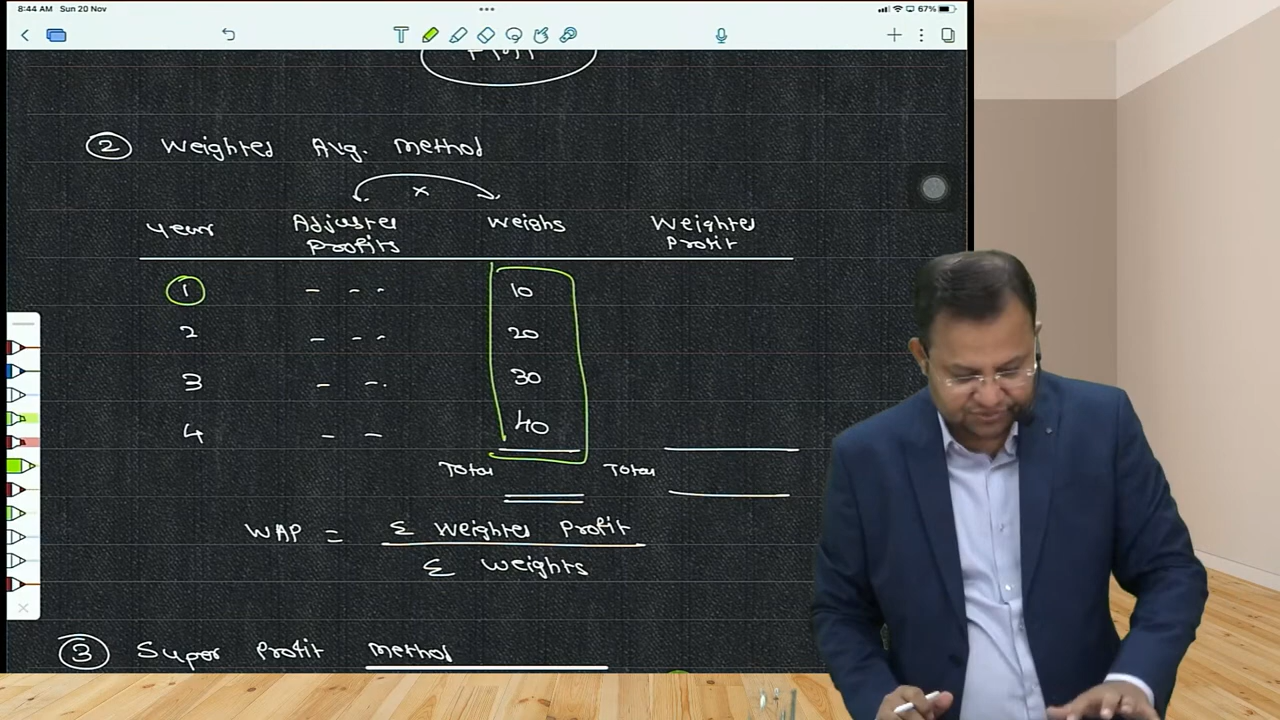 8:44 AM Sun 20 Nov
67%
② Weighted Avg. Method
×
Year Adjusted Profits Weighs Weighted Profit
1 - - - 10
2 - - - 20
3 - - - 30
4 - - 40
Total Total
WAP = Σ Weighted Profit
Σ Weights
③ Super Profit Method